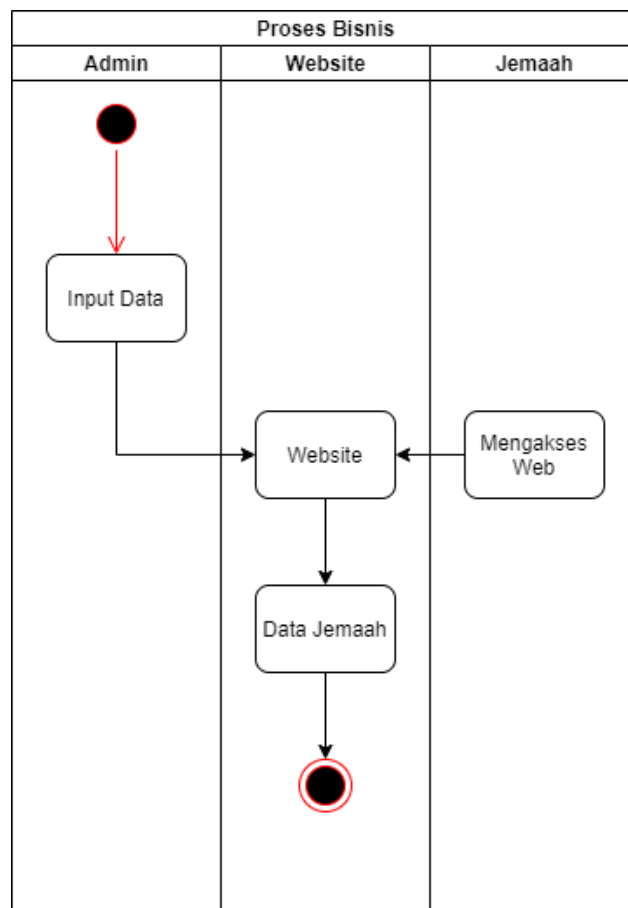 Proses Bisnis
Admin
Website
Jemaah
Input Data
Website
Mengakses
Web
Data Jemaah